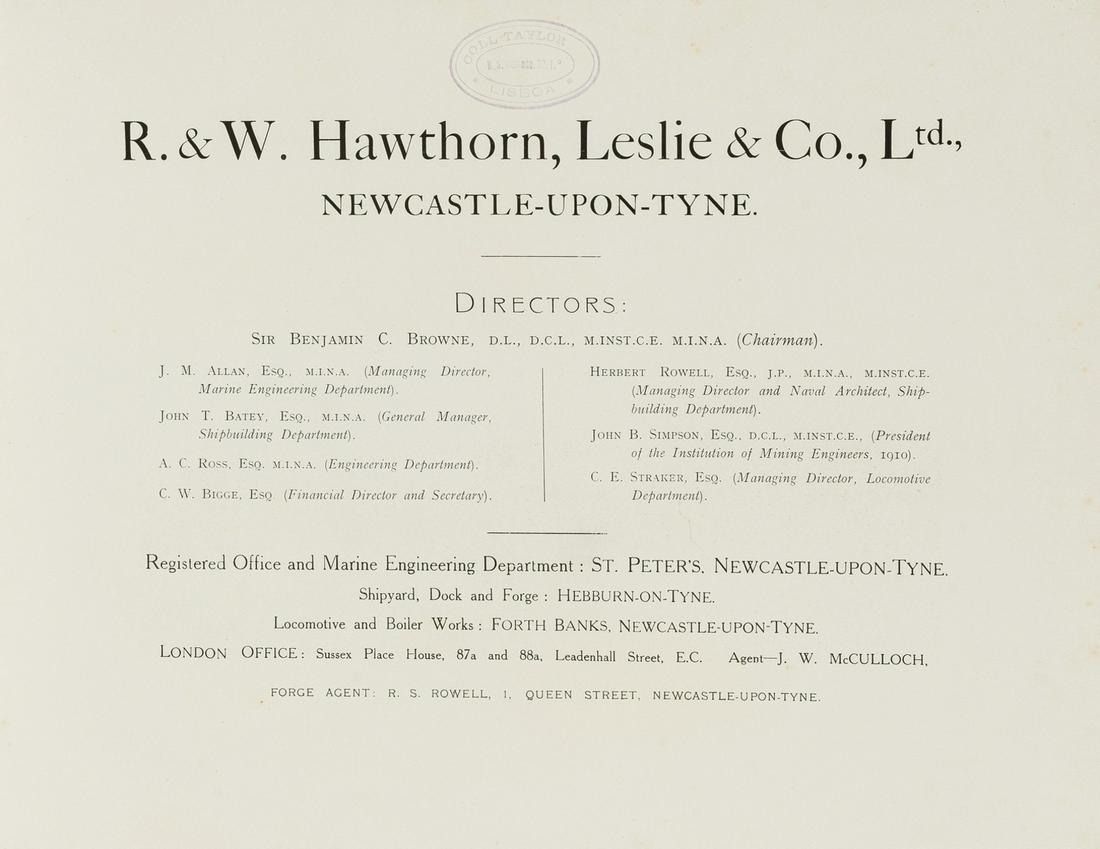 COLL. TAYLOR
LISBOA
R. & W. Hawthorn, Leslie & Co., Ltd.,
NEWCASTLE-UPON-TYNE.
DIRECTORS:
SIR BENJAMIN C. BROWNE, D.L., D.C.L., M.INST.C.E. M.I.N.A. (Chairman).
J. M. ALLAN, ESQ., M.I.N.A. (Managing Director,
Marine Engineering Department).
JOHN T. BATEY, ESQ., M.I.N.A. (General Manager,
Shipbuilding Department).
A. C. ROSS, ESQ. M.I.N.A. (Engineering Department).
C. W. BIGGE, ESQ (Financial Director and Secretary).
HERBERT ROWELL, ESQ., J.P., M.I.N.A., M.INST.C.E.
(Managing Director and Naval Architect, Ship-
building Department).
JOHN B. SIMPSON, ESQ., D.C.L., M.INST.C.E., (President
of the Institution of Mining Engineers, 1910).
C. E. STRAKER, ESQ. (Managing Director, Locomotive
Department).
Registered Office and Marine Engineering Department : ST. PETER'S, NEWCASTLE-UPON-TYNE.
Shipyard, Dock and Forge : HEBBURN-ON-TYNE.
Locomotive and Boiler Works : FORTH BANKS, NEWCASTLE-UPON-TYNE.
LONDON OFFICE : Sussex Place House, 87a and 88a, Leadenhall Street, E.C. Agent—J. W. McCULLOCH,
FORGE AGENT: R. S. ROWELL, 1, QUEEN STREET, NEWCASTLE-UPON-TYNE.